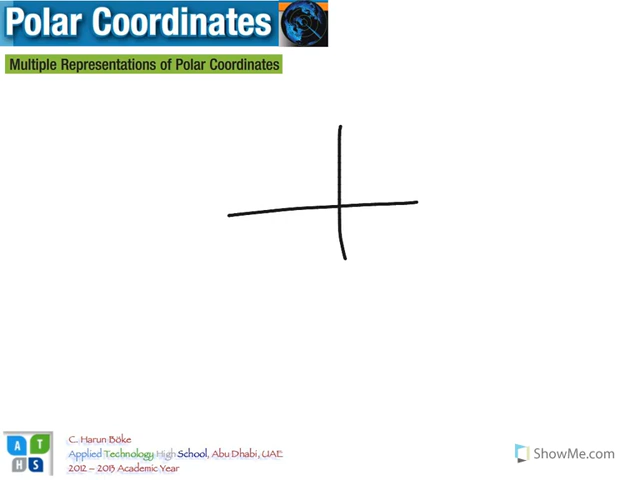 Polar Coordinates
Multiple Representations of Polar Coordinates
C. Harun Böke
Applied Technology High School, Abu Dhabi, UAE
2012 – 2013 Academic Year
A T
H S
ShowMe.com